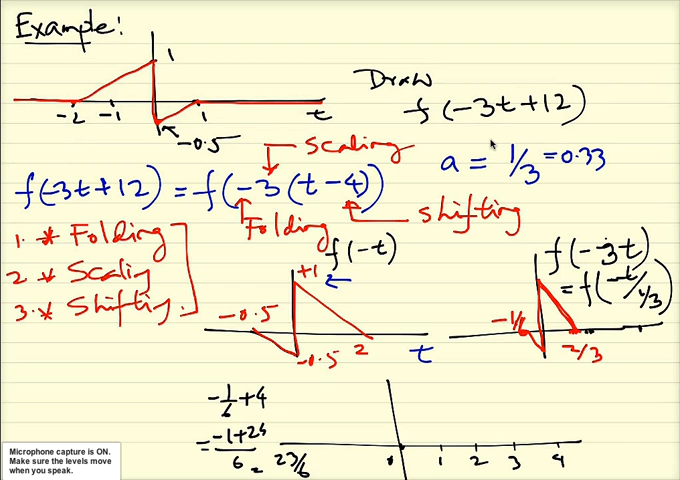 Example:
1
-2 -1 1 t
-0.5
Draw
f(-3t+12)
Scaling
a = 1/3 = 0.33
f(-3t+12) = f(-3(t-4))
Folding
shifting
1. * Folding
2 * Scaling
3. * Shifting.
f(-t)
+1
-0.5
-0.5 2 t
f(-3t)
= f(-t/1/3)
-1/6
2/3
-1/6 + 4
= -1+24/6 = 23/6
0 1 2 3 4
Microphone capture is ON.
Make sure the levels move
when you speak.